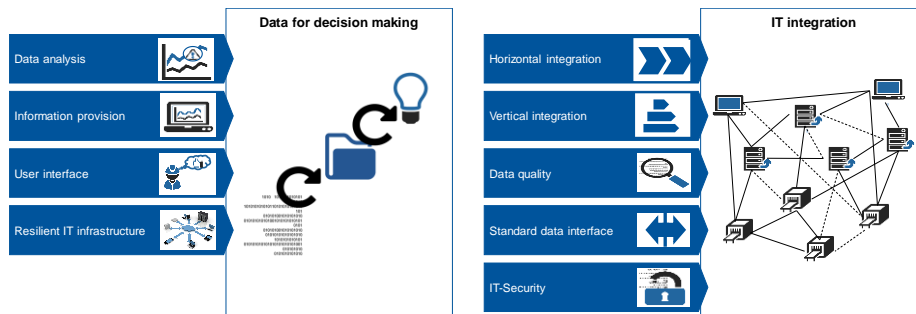 Data for decision making
Data analysis
Information provision
User interface
Resilient IT infrastructure
IT integration
Horizontal integration
Vertical integration
Data quality
Standard data interface
IT-Security